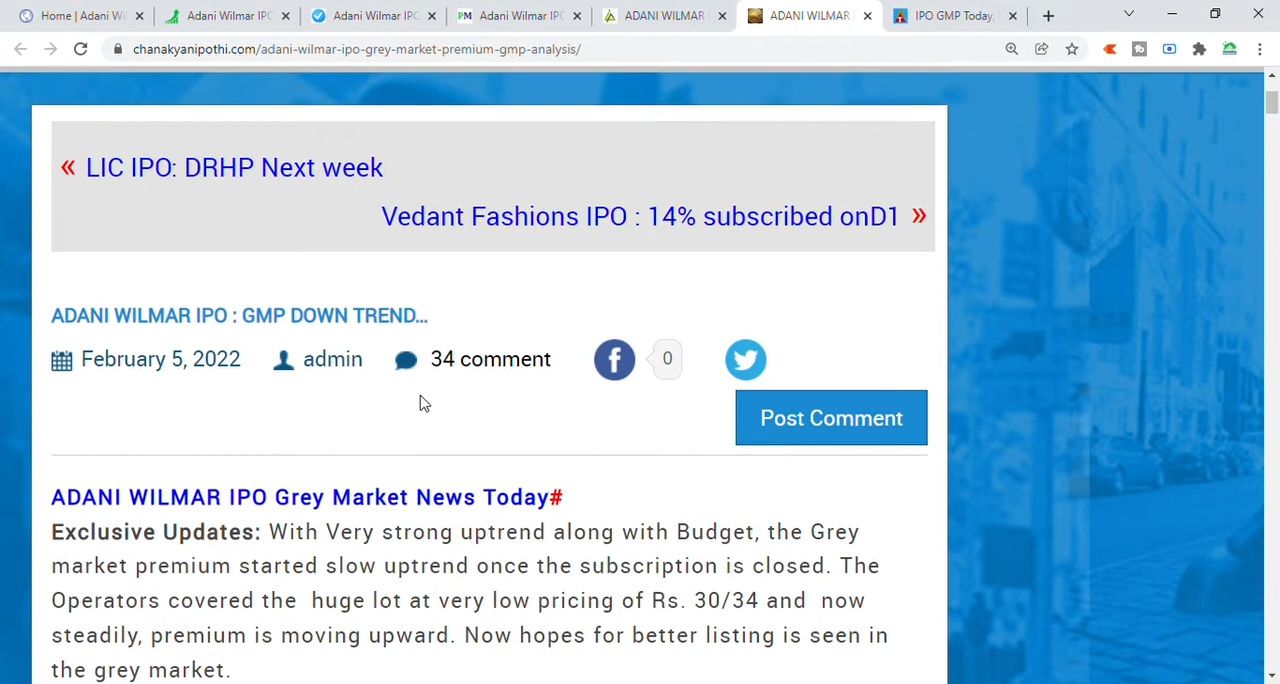 Home | Adani Wi
Adani Wilmar IPO
Adani Wilmar IPO
PM
Adani Wilmar IPO
ADANI WILMAR
ADANI WILMAR
IPO GMP Today,
chanakyanipothi.com/adani-wilmar-ipo-grey-market-premium-gmp-analysis/
« LIC IPO: DRHP Next week
Vedant Fashions IPO : 14% subscribed onD1 »
ADANI WILMAR IPO : GMP DOWN TREND...
February 5, 2022 admin 34 comment f 0
Post Comment
ADANI WILMAR IPO Grey Market News Today#
Exclusive Updates: With Very strong uptrend along with Budget, the Grey
market premium started slow uptrend once the subscription is closed. The
Operators covered the huge lot at very low pricing of Rs. 30/34 and now
steadily, premium is moving upward. Now hopes for better listing is seen in
the grey market.